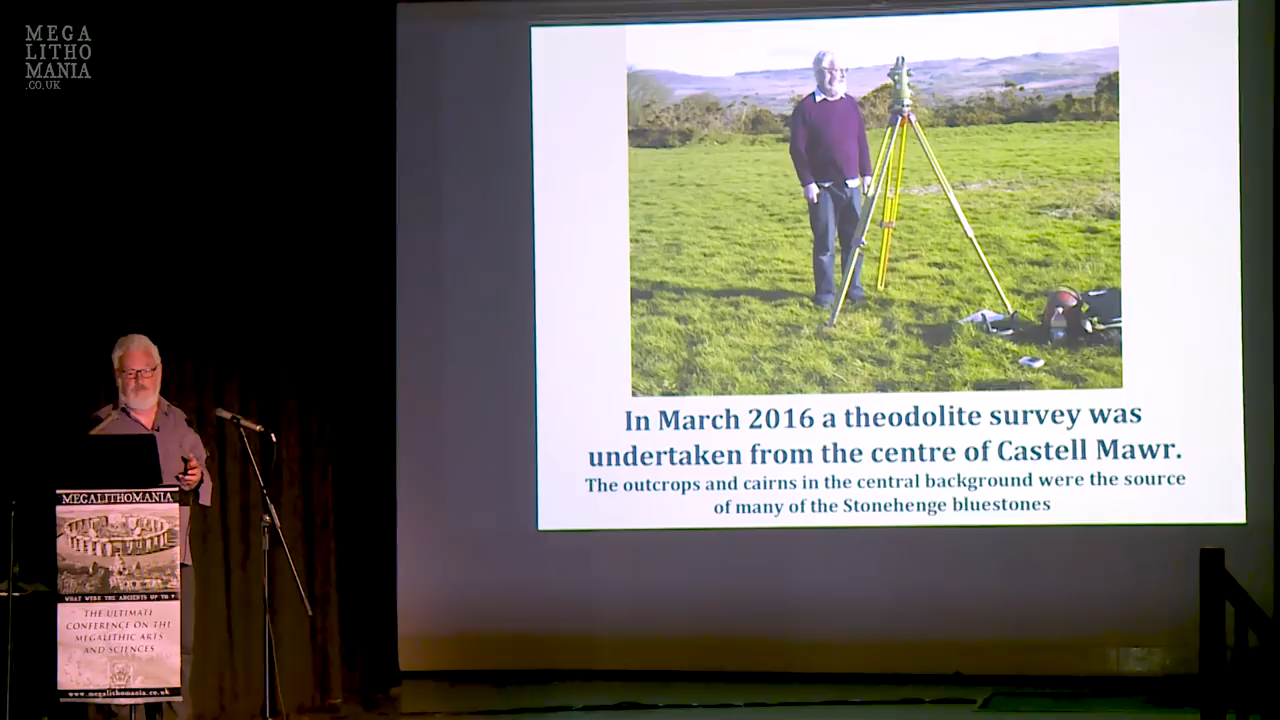 MEGA
LITHO
MANIA
.CO.UK
In March 2016 a theodolite survey was
undertaken from the centre of Castell Mawr.
The outcrops and cairns in the central background were the source
of many of the Stonehenge bluestones
MEGALITHOMANIA
WHAT WERE THE ANCIENTS UP TO ?
THE ULTIMATE
CONFERENCE ON THE
MEGALITHIC ARTS
AND SCIENCES
www.megalithomania.co.uk